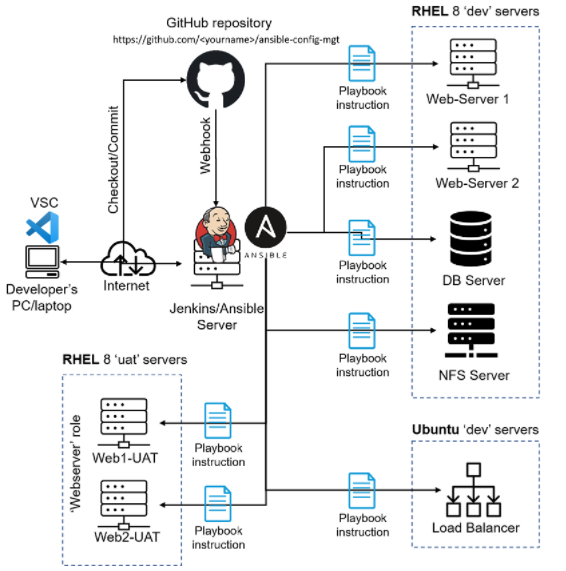 GitHub repository
https://github.com/<yourname>/ansible-config-mgt
RHEL 8 'dev' servers
Playbook
instruction
Web-Server 1
Checkout/Commit
Webhook
Playbook
instruction
Web-Server 2
VSC
ANSIBLE
Playbook
instruction
DB Server
Developer's
PC/laptop
Internet
Jenkins/Ansible
Server
Playbook
instruction
NFS Server
RHEL 8 'uat' servers
'Webserver' role
Web1-UAT
Playbook
instruction
Web2-UAT
Playbook
instruction
Ubuntu 'dev' servers
Playbook
instruction
Load Balancer